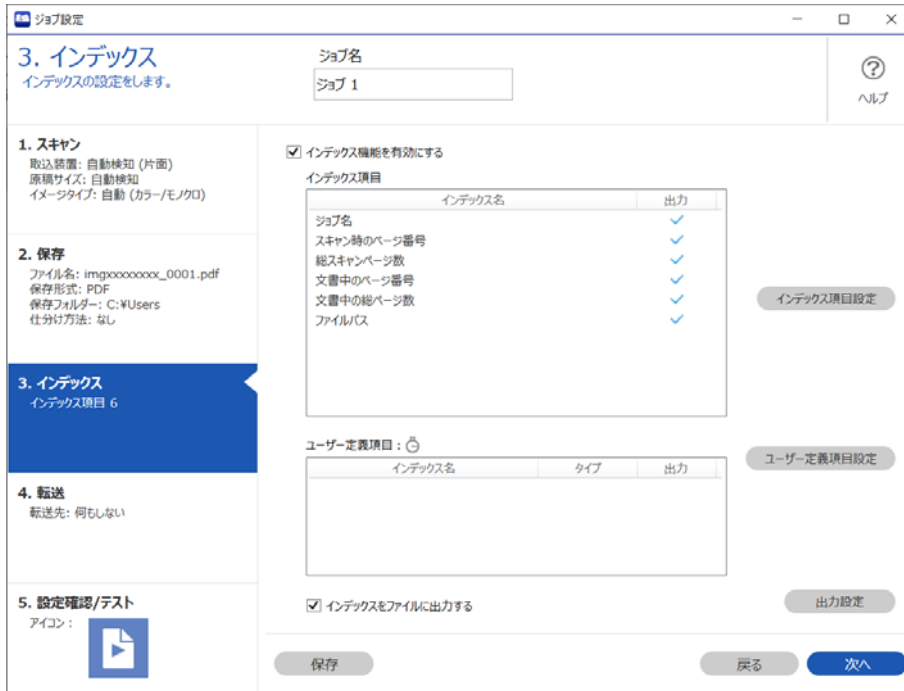 ジョブ設定
3. インデックス
インデックスの設定をします。
ジョブ名
ジョブ 1
ヘルプ
1. スキャン
取込装置: 自動検知 (片面)
原稿サイズ: 自動検知
イメージタイプ: 自動 (カラー/モノクロ)
2. 保存
ファイル名: imgxxxxxxxx_0001.pdf
保存形式: PDF
保存フォルダー: C:¥Users
仕分け方法: なし
3. インデックス
インデックス項目 6
4. 転送
転送先: 何もしない
5. 設定確認/テスト
アイコン :
インデックス機能を有効にする
インデックス項目
インデックス名 出力
ジョブ名
スキャン時のページ番号
総スキャンページ数
文書中のページ番号
文書中の総ページ数
ファイルパス
インデックス項目設定
ユーザー定義項目 :
インデックス名 タイプ 出力
ユーザー定義項目設定
インデックスをファイルに出力する
出力設定
保存 戻る 次へ